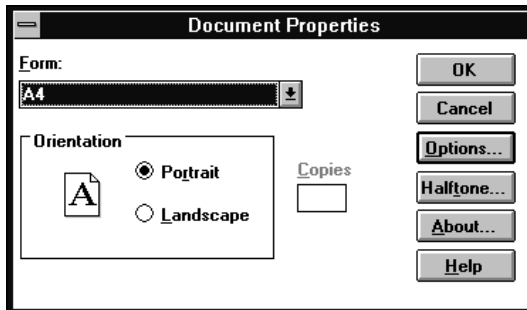 Document Properties
Form:
A4
Orientation
A
Portrait
Landscape
Copies
OK
Cancel
Options...
Halftone...
About...
Help